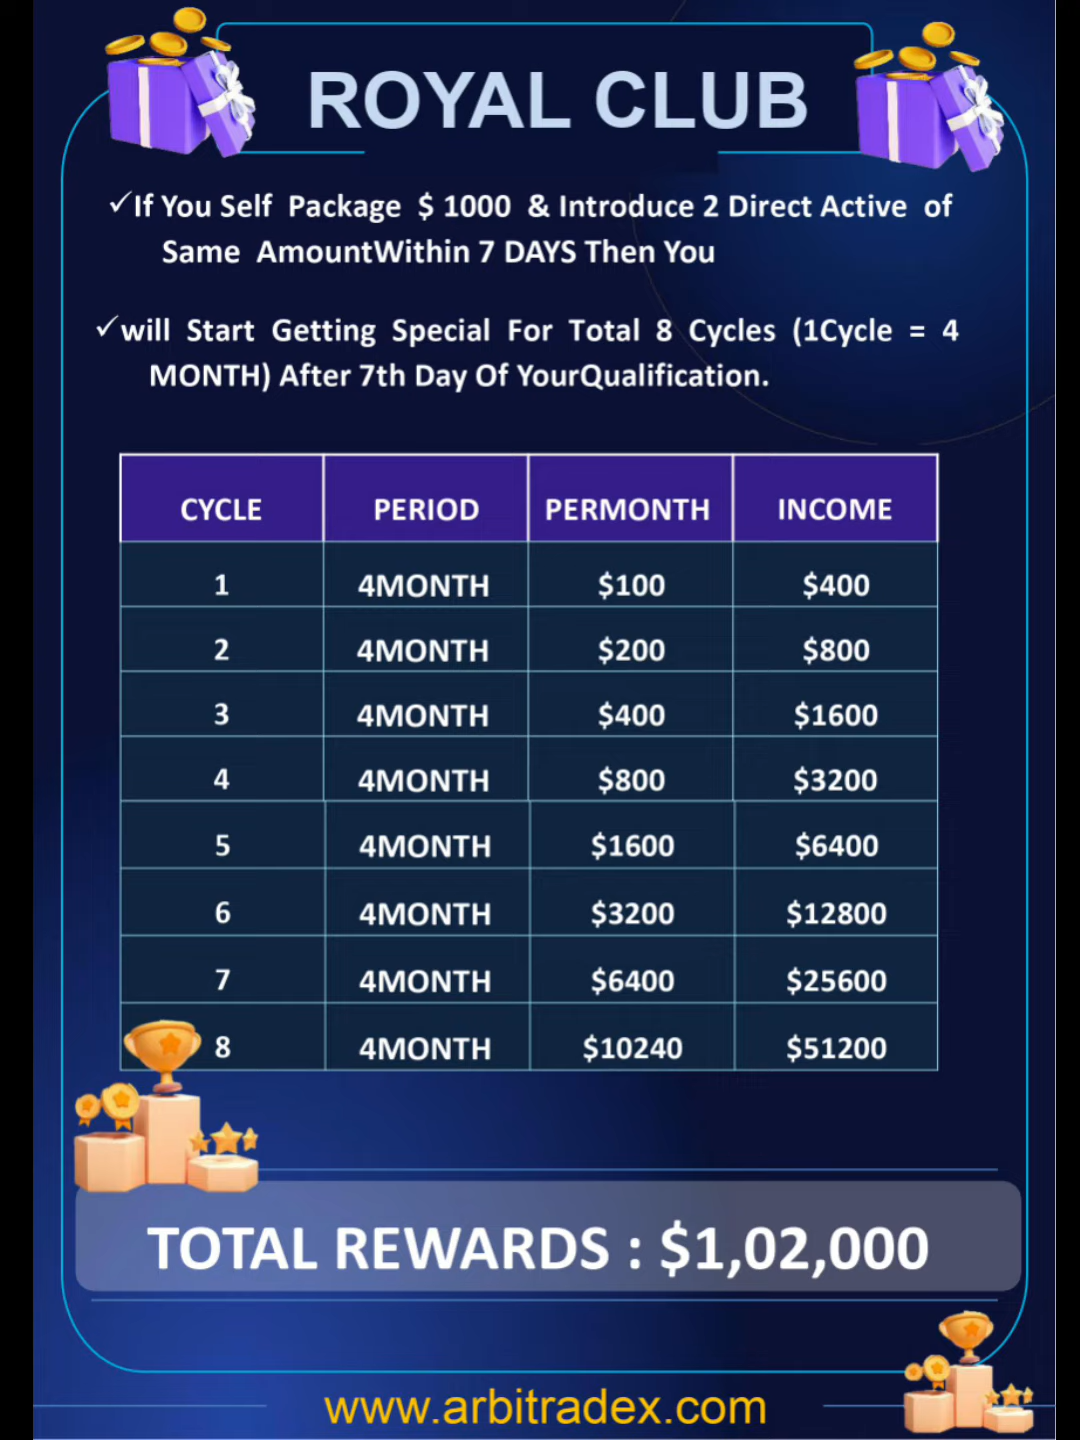 ROYAL CLUB
✓If You Self Package $ 1000 & Introduce 2 Direct Active of
Same AmountWithin 7 DAYS Then You
✓will Start Getting Special For Total 8 Cycles (1Cycle = 4
MONTH) After 7th Day Of YourQualification.
CYCLE PERIOD PERMONTH INCOME
1 4MONTH $100 $400
2 4MONTH $200 $800
3 4MONTH $400 $1600
4 4MONTH $800 $3200
5 4MONTH $1600 $6400
6 4MONTH $3200 $12800
7 4MONTH $6400 $25600
8 4MONTH $10240 $51200
TOTAL REWARDS : $1,02,000
www.arbitradex.com